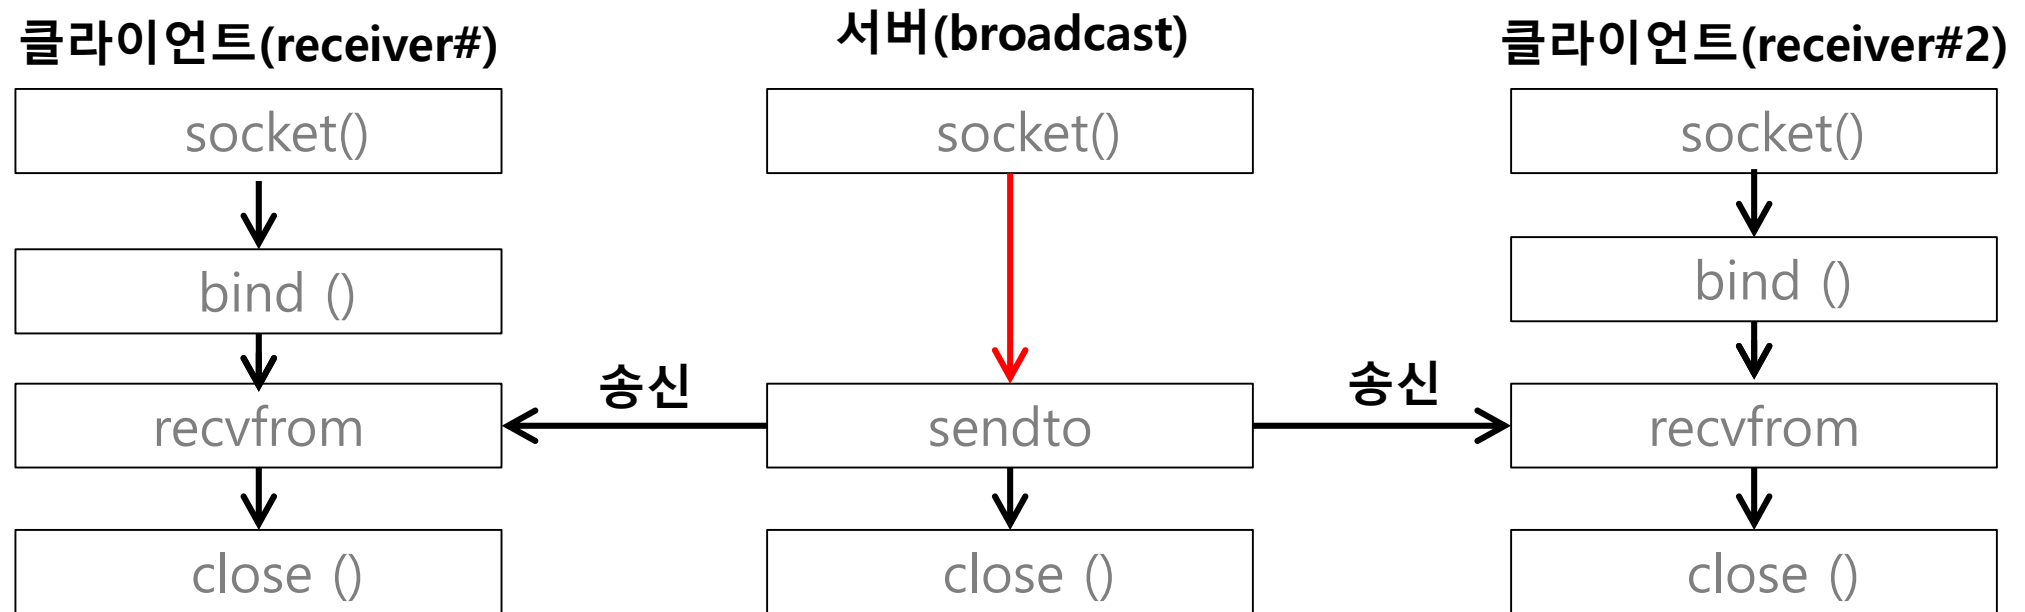 클라이언트(receiver#)
서버(broadcast)
클라이언트(receiver#2)
socket()
socket()
socket()
bind ()
bind ()
송신
송신
recvfrom
sendto
recvfrom
close ()
close ()
close ()